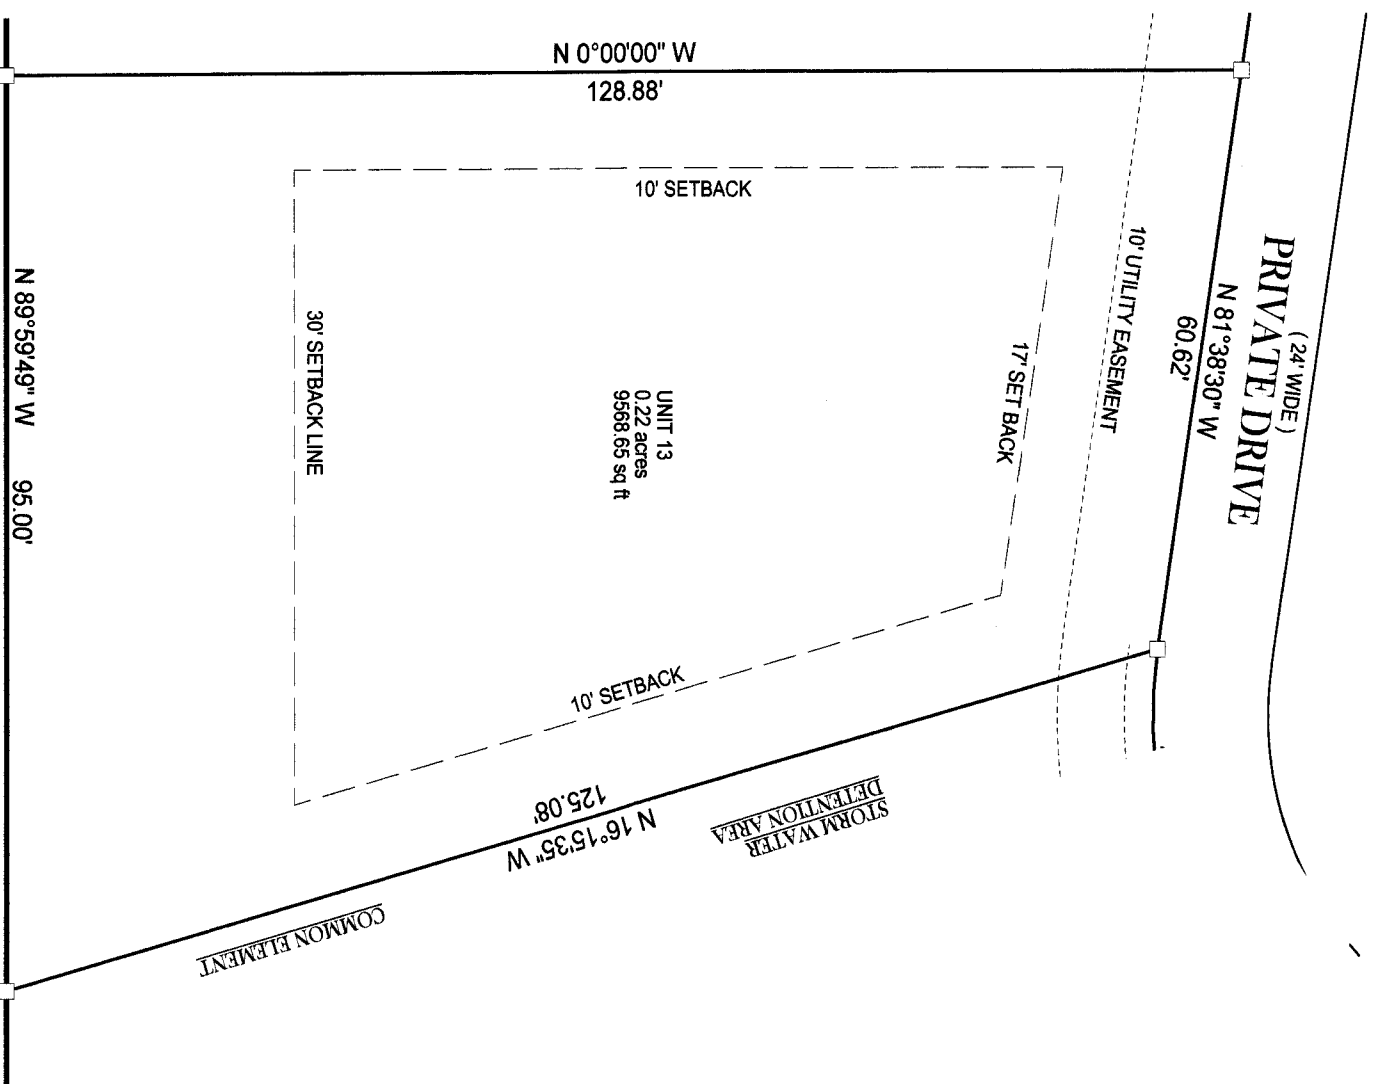 N 0°00'00" W
128.88'
10' SETBACK
( 24' WIDE )
PRIVATE DRIVE
N 81°38'30" W
60.62'
10' UTILITY EASEMENT
17' SET BACK
UNIT 13
0.22 acres
9568.65 sq ft
30' SETBACK LINE
N 89°59'49" W 95.00'
10' SETBACK
125.08'
N 16°15'35" W
STORM WATER
DETENTION AREA
COMMON ELEMENT